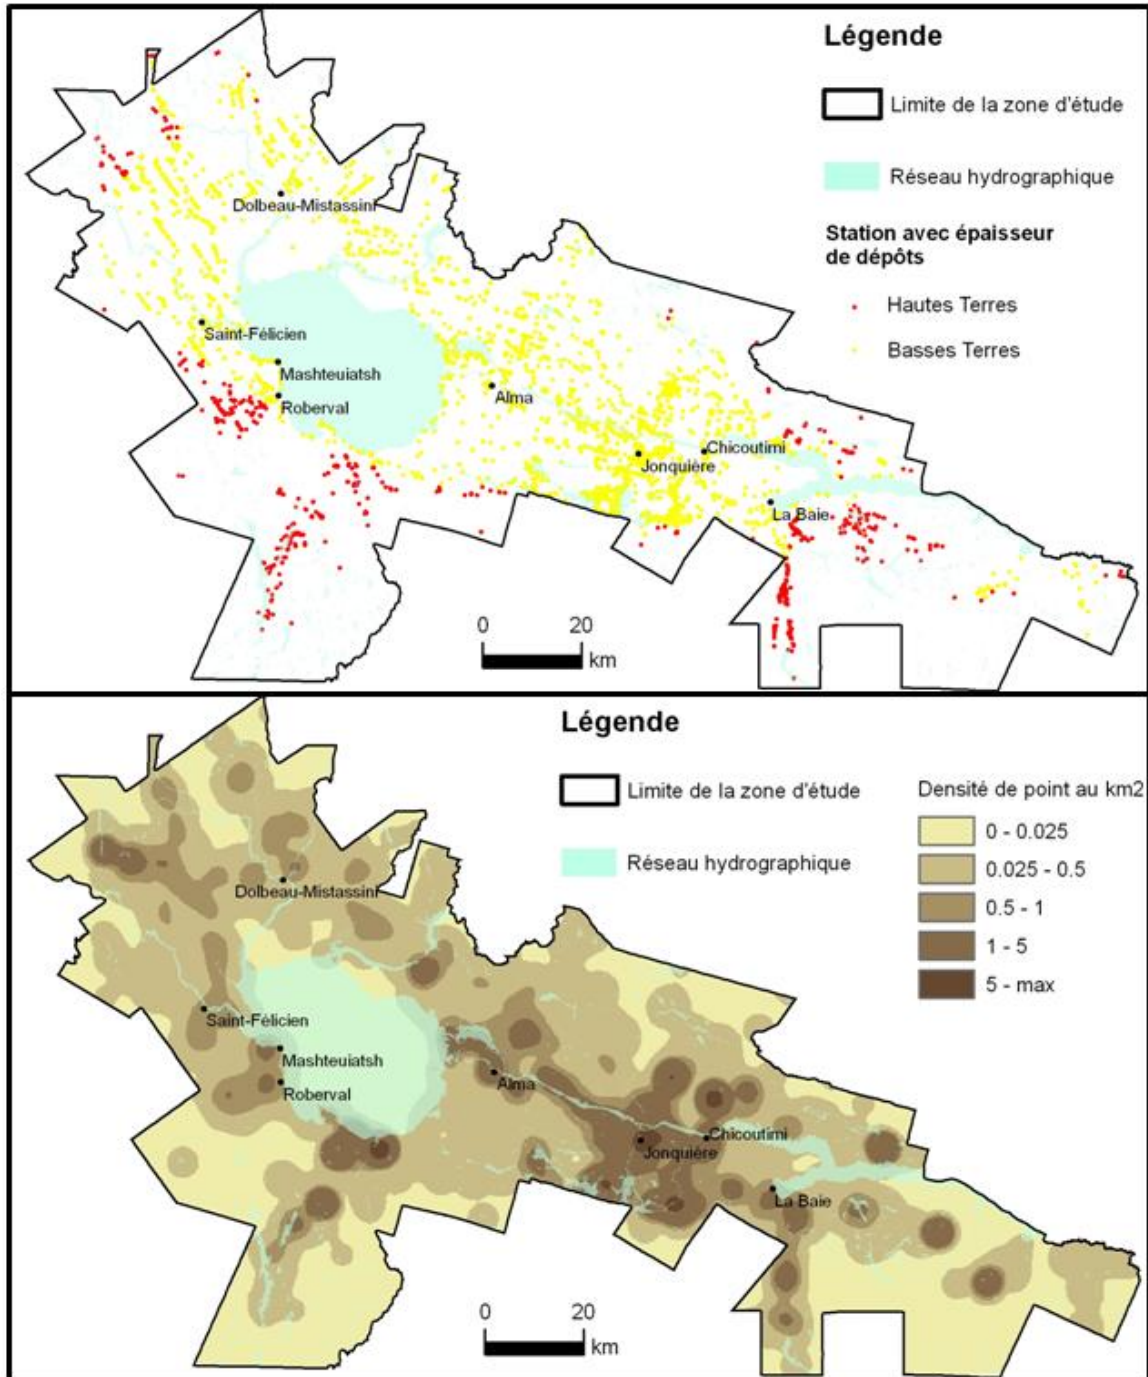 Légende
Limite de la zone d'étude
Réseau hydrographique
Station avec épaisseur
de dépôts
Hautes Terres
Basses Terres
Dolbeau-Mistassini
Saint-Félicien
Mashteuiatsh
Roberval
Alma
Chicoutimi
Jonquière
La Baie
0 20
km
Légende
Limite de la zone d'étude
Densité de point au km2
Réseau hydrographique
0 - 0.025
0.025 - 0.5
0.5 - 1
1 - 5
5 - max
Dolbeau-Mistassini
Saint-Félicien
Mashteuiatsh
Roberval
Alma
Chicoutimi
Jonquière
La Baie
0 20
km